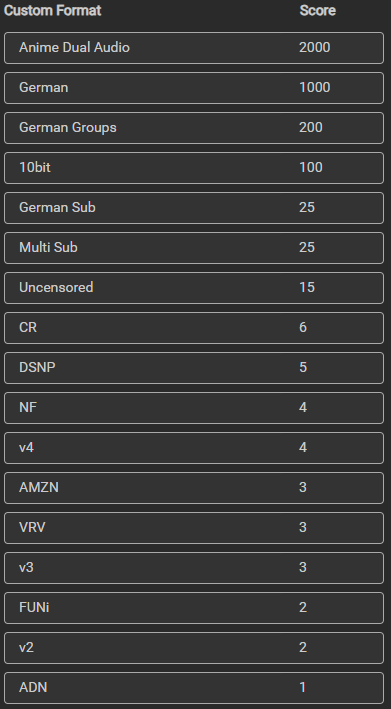 Custom Format Score
Anime Dual Audio 2000
German 1000
German Groups 200
10bit 100
German Sub 25
Multi Sub 25
Uncensored 15
CR 6
DSNP 5
NF 4
v4 4
AMZN 3
VRV 3
v3 3
FUNi 2
v2 2
ADN 1